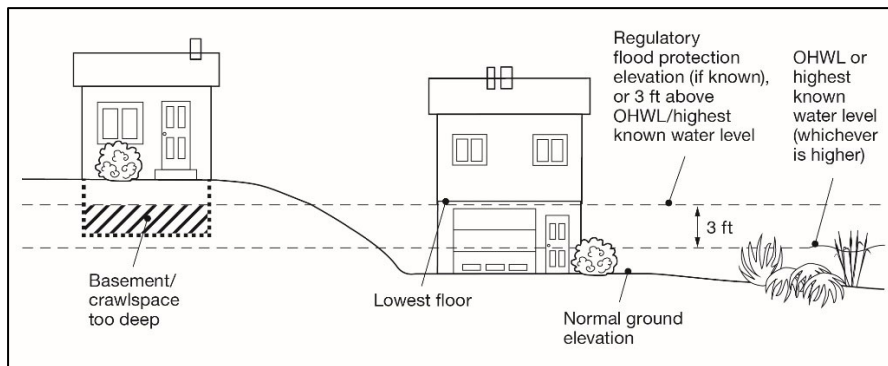 Regulatory
flood protection
elevation (if known),
or 3 ft above
OHWL/highest
known water level
OHWL or
highest
known
water level
(whichever
is higher)
3 ft
Basement/
crawlspace
too deep
Lowest floor
Normal ground
elevation